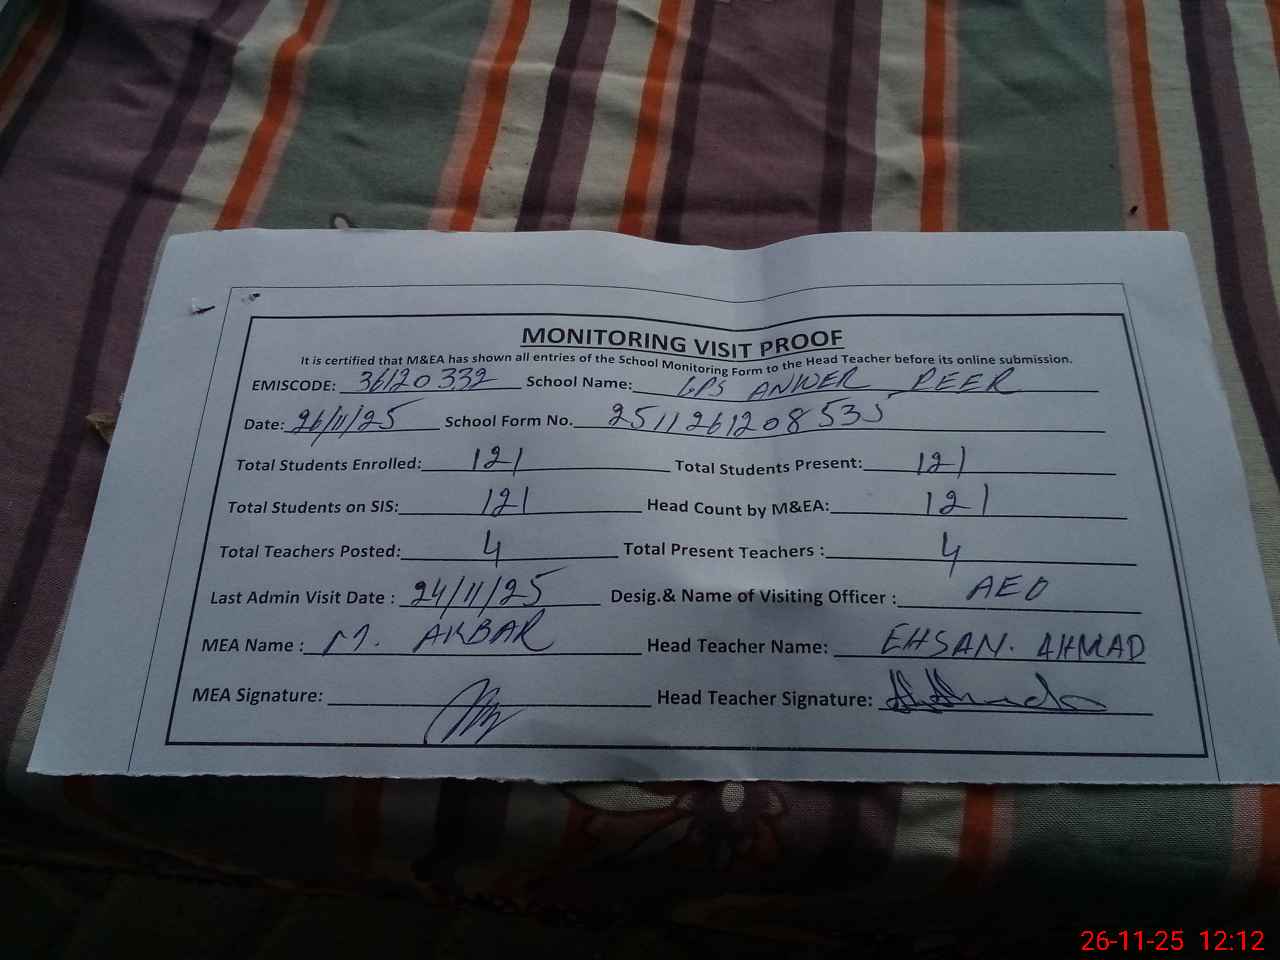 MONITORING VISIT PROOF
It is certified that M&EA has shown all entries of the School Monitoring Form to the Head Teacher before its online submission.
EMISCODE: 36120332 School Name: GPS ANWER PEER
Date: 26/11/25 School Form No. 2511261208535
Total Students Enrolled: 121 Total Students Present: 121
Total Students on SIS: 121 Head Count by M&EA: 121
Total Teachers Posted: 4 Total Present Teachers : 4
Last Admin Visit Date : 24/11/25 Desig.& Name of Visiting Officer : AEO
MEA Name : M. AKBAR Head Teacher Name: EHSAN. AHMAD
MEA Signature: Head Teacher Signature:
26-11-25 12:12